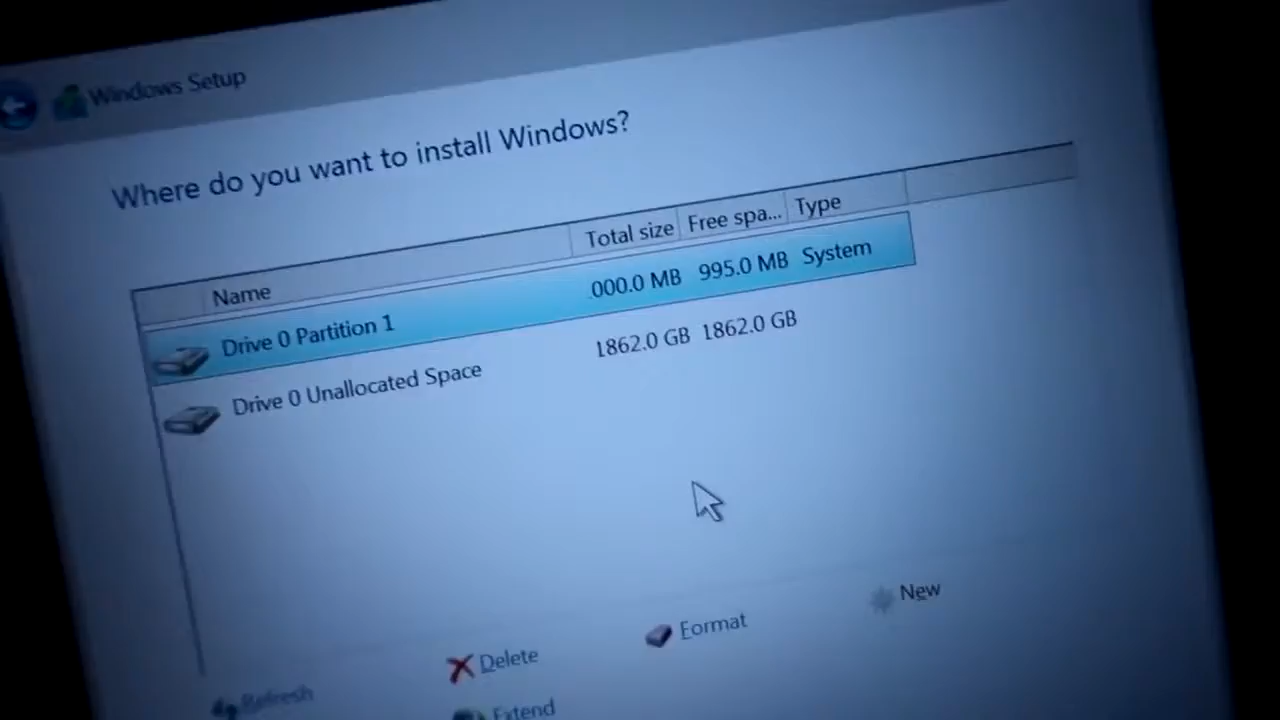 Windows Setup
Where do you want to install Windows?
Name Total size Free spa... Type
Drive 0 Partition 1 .000.0 MB 995.0 MB System
Drive 0 Unallocated Space 1862.0 GB 1862.0 GB
Refresh Delete Format New
Extend